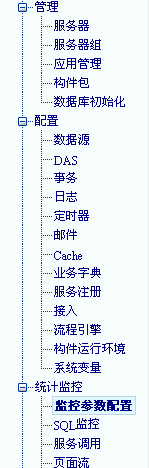 管理
服务器
服务器组
应用管理
构件包
数据库初始化
配置
数据源
DAS
事务
日志
定时器
邮件
Cache
业务字典
服务注册
接入
流程引擎
构件运行环境
系统变量
统计监控
监控参数配置
SQL监控
服务调用
页面流